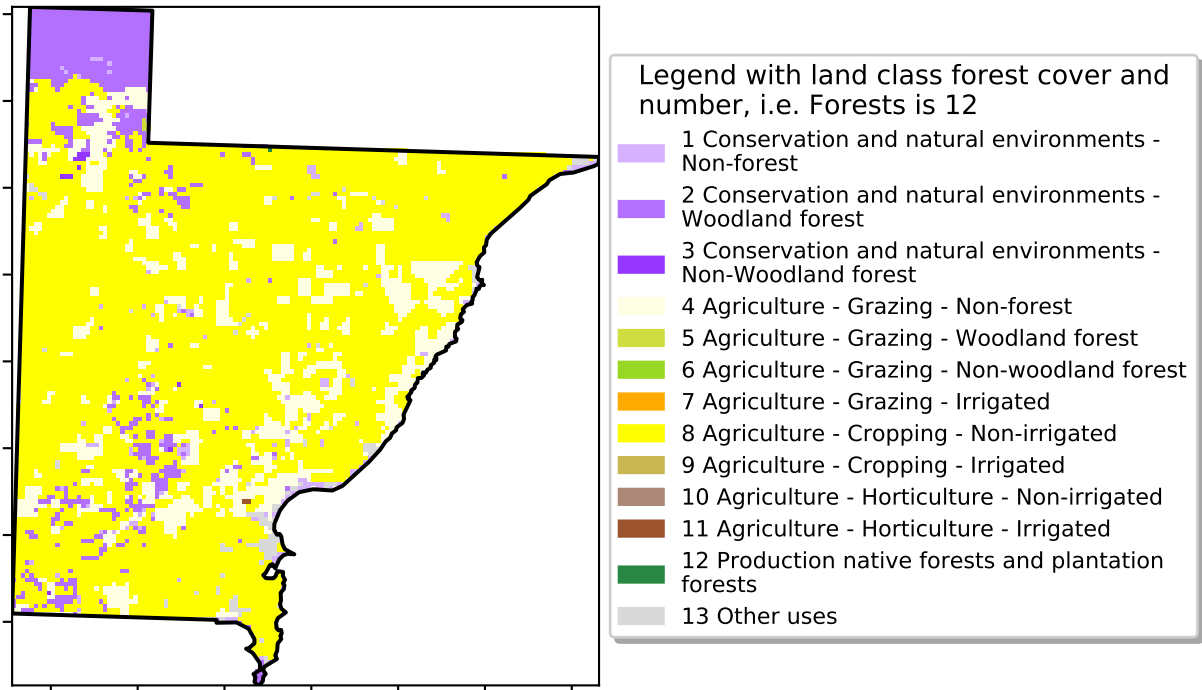 Legend with land class forest cover and
number, i.e. Forests is 12
1 Conservation and natural environments -
Non-forest
2 Conservation and natural environments -
Woodland forest
3 Conservation and natural environments -
Non-Woodland forest
4 Agriculture - Grazing - Non-forest
5 Agriculture - Grazing - Woodland forest
6 Agriculture - Grazing - Non-woodland forest
7 Agriculture - Grazing - Irrigated
8 Agriculture - Cropping - Non-irrigated
9 Agriculture - Cropping - Irrigated
10 Agriculture - Horticulture - Non-irrigated
11 Agriculture - Horticulture - Irrigated
12 Production native forests and plantation
forests
13 Other uses